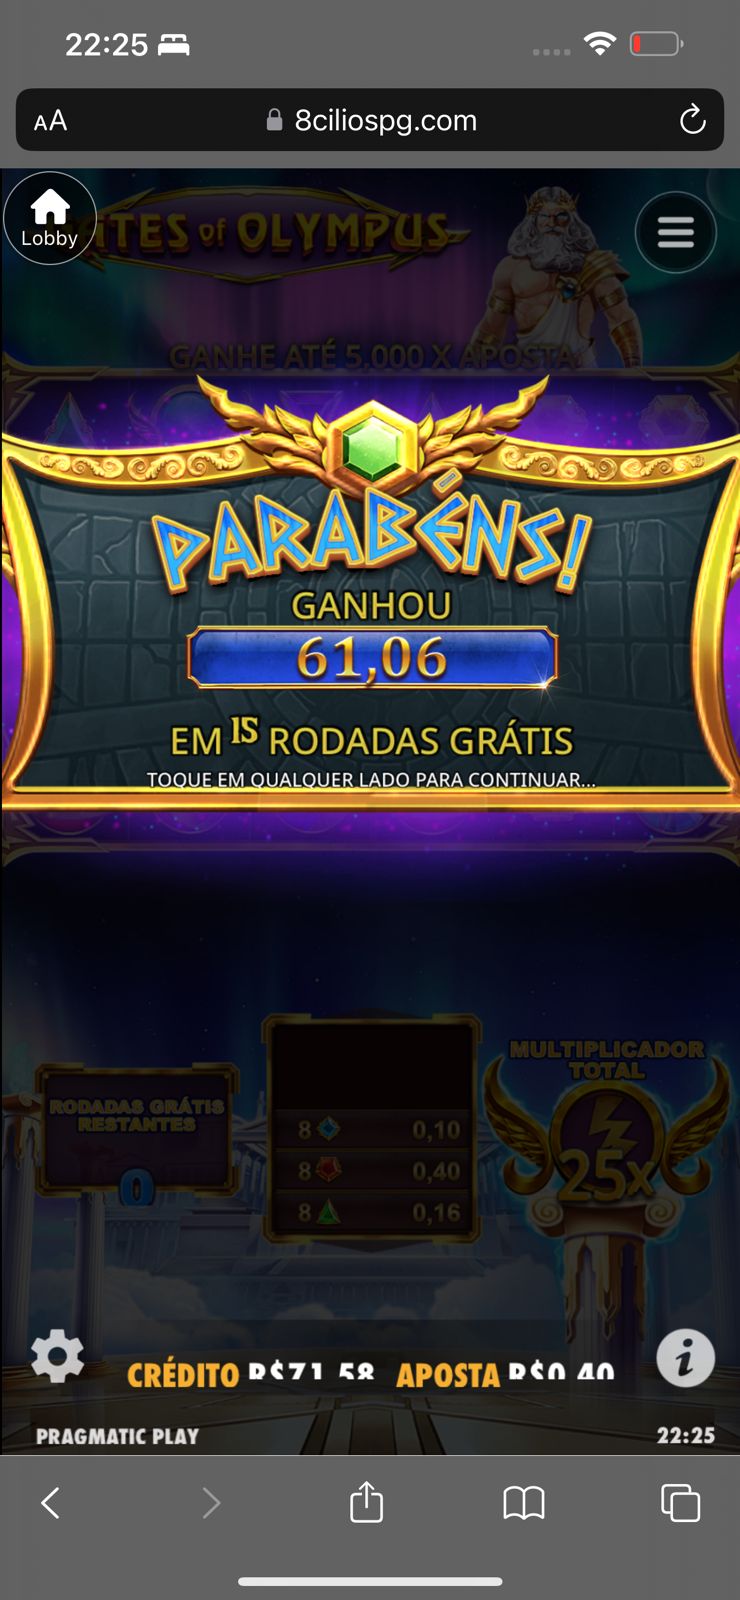 22:25
AA 8ciliospg.com
Lobby
GATES of OLYMPUS
GANHE ATÉ 5,000 X APOSTA
PARABÉNS!
GANHOU
61,06
EM 15 RODADAS GRÁTIS
TOQUE EM QUALQUER LADO PARA CONTINUAR...
MULTIPLICADOR
TOTAL
25x
RODADAS GRÁTIS
RESTANTES
0
8 0,10
8 0,40
8 0,16
CRÉDITO R$71,58 APOSTA R$0,40
PRAGMATIC PLAY 22:25